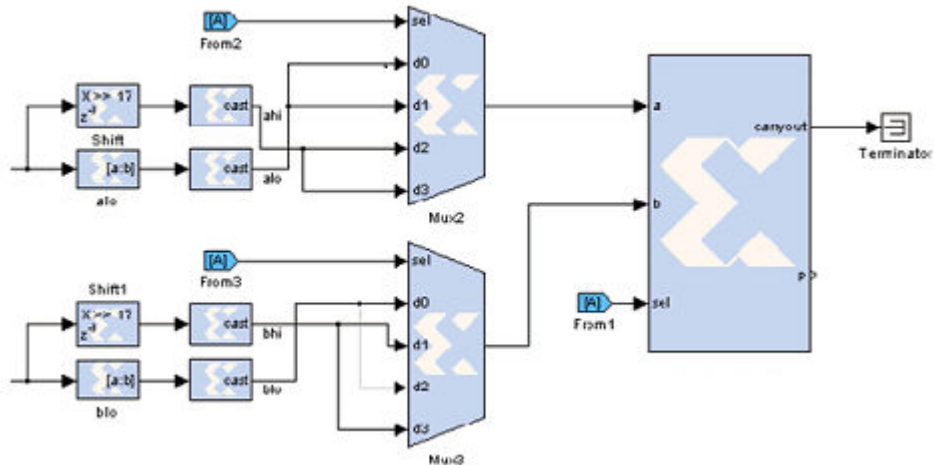 [A]
From2
sel
d0
d1
d2
d3
Mux2
X >> 17
z-1
Shift
cast
ahi
[a:b]
alo
cast
alo
a
b
sel
carryout
p
Terminator
[A]
From1
[A]
From3
sel
d0
d1
d2
d3
Mux3
Shift1
X >> 17
z-1
cast
bhi
[a:b]
blo
cast
blo